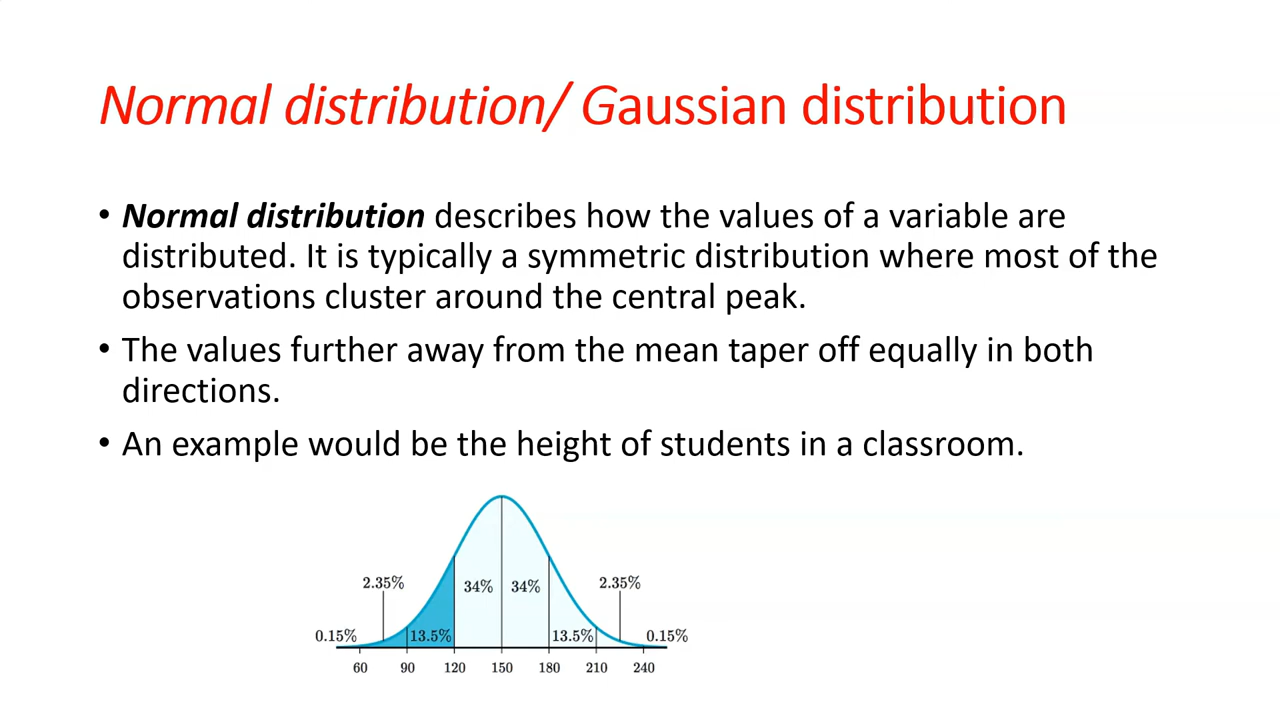 Normal distribution/ Gaussian distribution
• Normal distribution describes how the values of a variable are
distributed. It is typically a symmetric distribution where most of the
observations cluster around the central peak.
• The values further away from the mean taper off equally in both
directions.
• An example would be the height of students in a classroom.
2.35% 34% 34% 2.35%
0.15% 13.5% 13.5% 0.15%
60 90 120 150 180 210 240